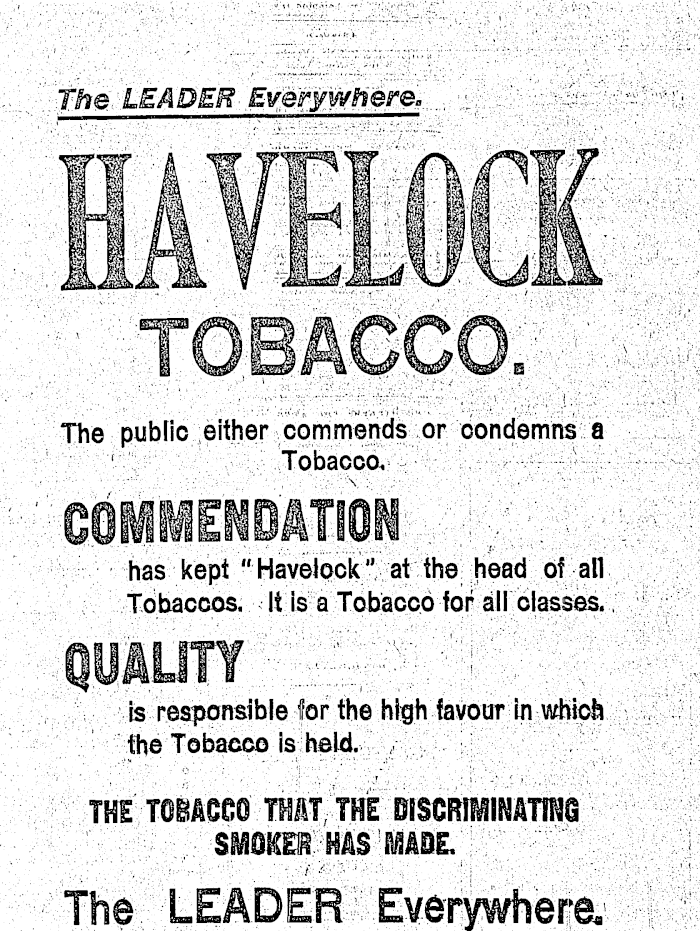 The LEADER Everywhere.
HAVELOCK
TOBACCO.
The public either commends or condemns a
Tobacco.
COMMENDATION
has kept "Havelock" at the head of all
Tobaccos. It is a Tobacco for all classes.
QUALITY
is responsible for the high favour in which
the Tobacco is held.
THE TOBACCO THAT THE DISCRIMINATING
SMOKER HAS MADE.
The LEADER Everywhere.